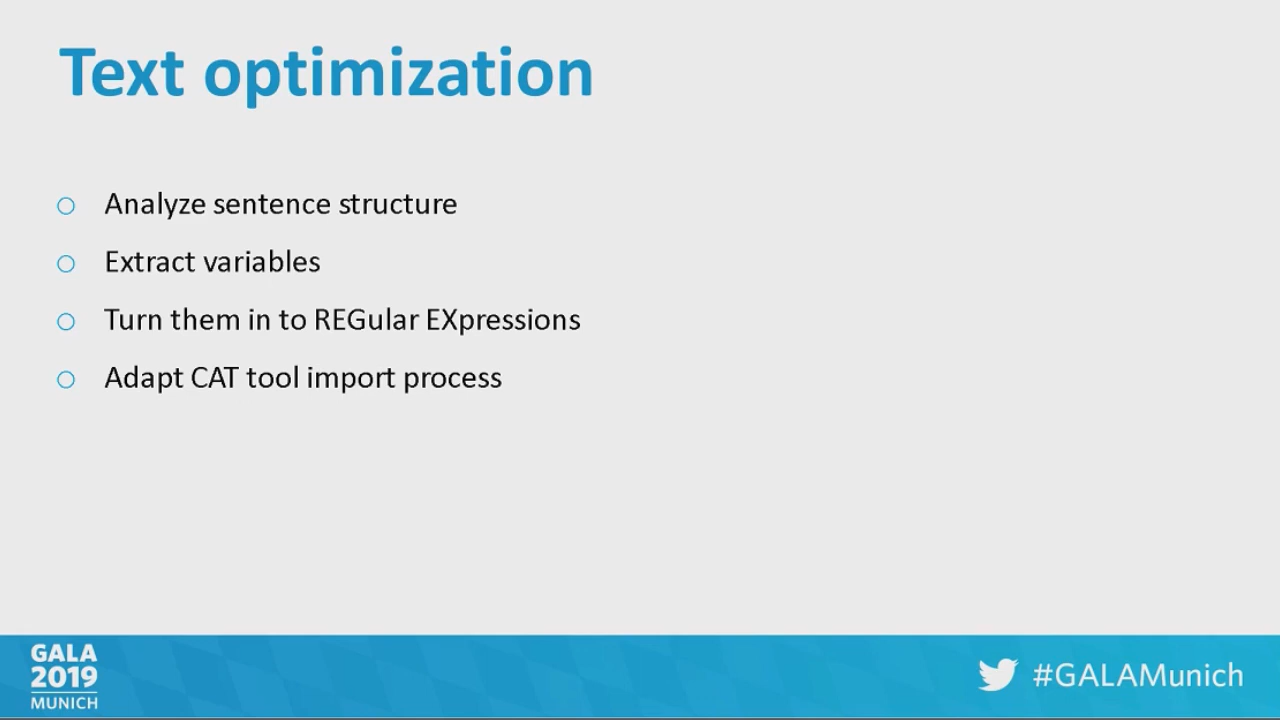 Text optimization
Analyze sentence structure
Extract variables
Turn them in to REGular EXpressions
Adapt CAT tool import process
GALA
2019
MUNICH
#GALAMunich